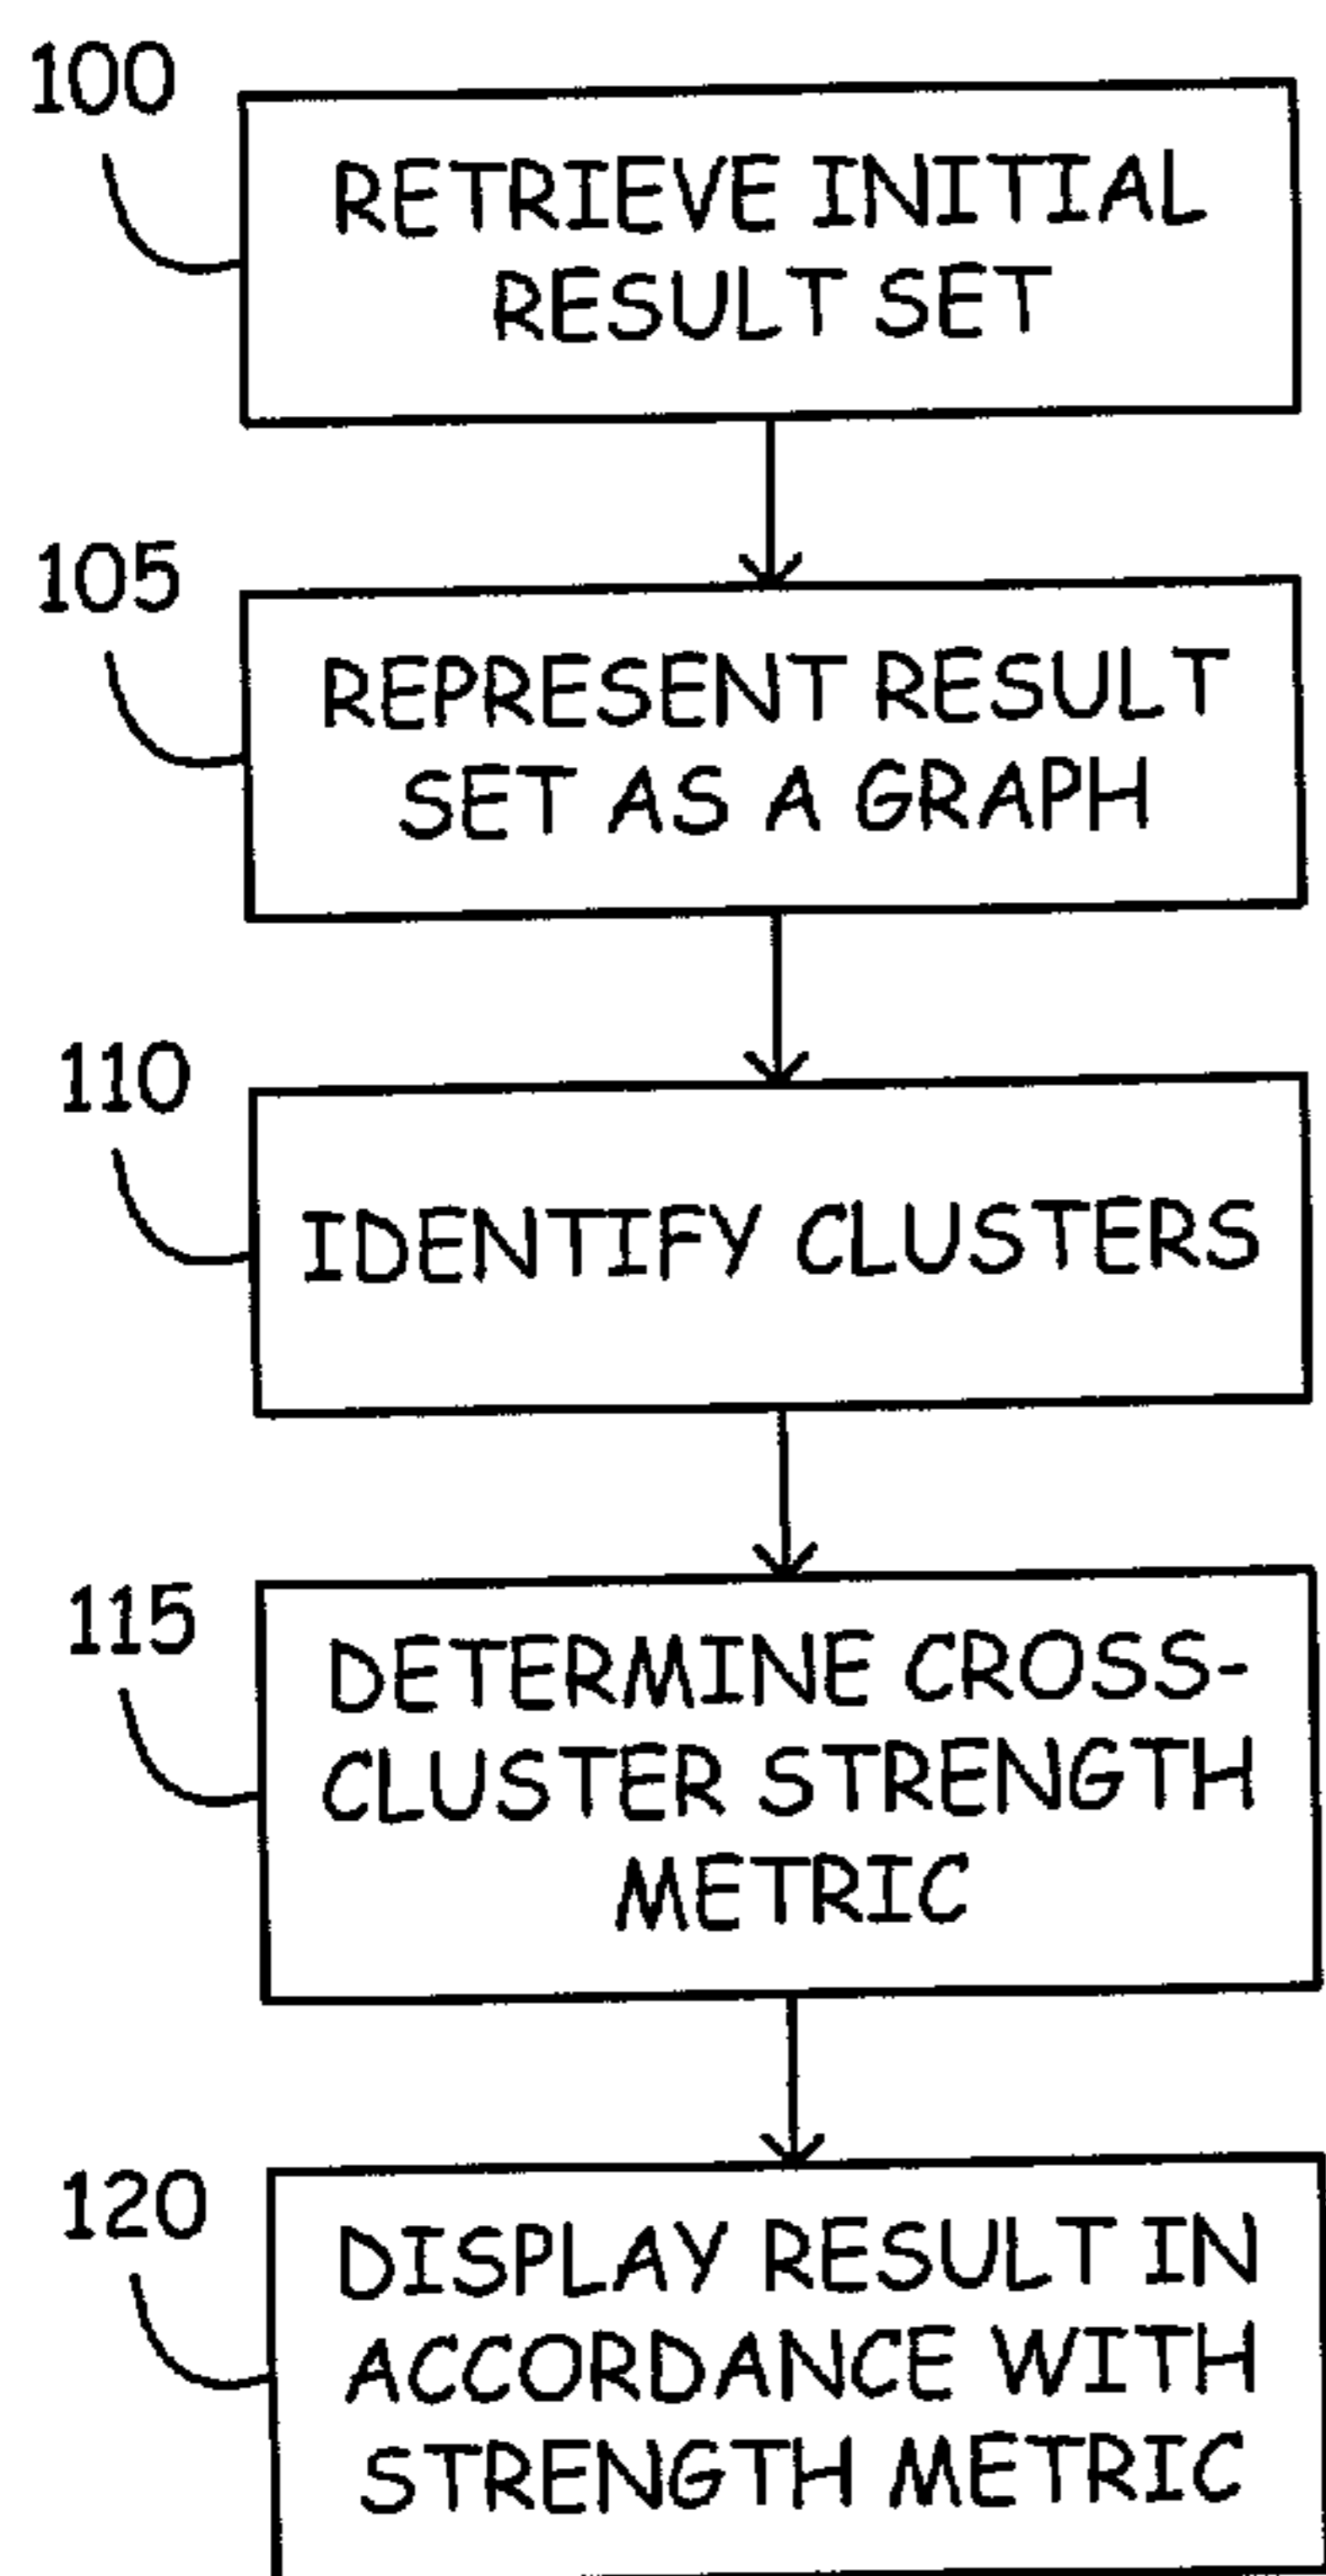 100
RETRIEVE INITIAL
RESULT SET
105
REPRESENT RESULT
SET AS A GRAPH
110
IDENTIFY CLUSTERS
115
DETERMINE CROSS-
CLUSTER STRENGTH
METRIC
120
DISPLAY RESULT IN
ACCORDANCE WITH
STRENGTH METRIC